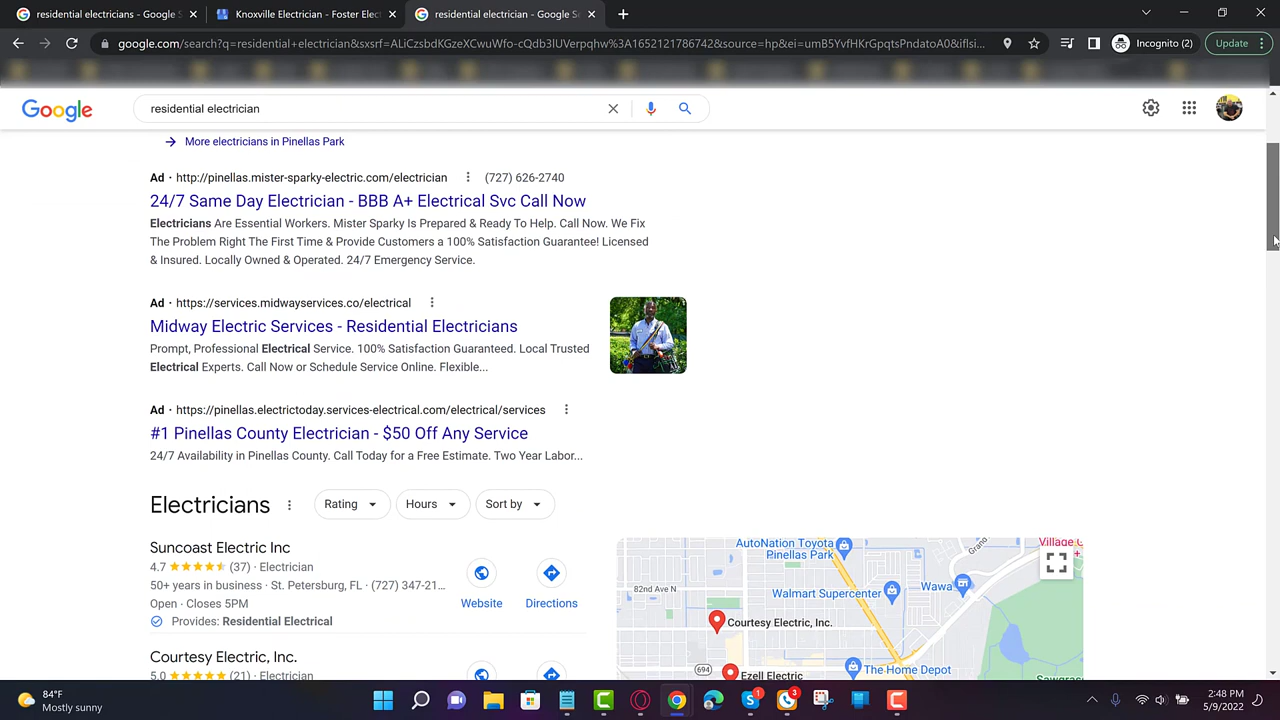 residential electricians - Google S
Knoxville Electrician - Foster Elect
residential electrician - Google Se
google.com/search?q=residential+electrician&sxsrf=ALiCzsbdKGzeXCwuWfo-cQdb3lUVerpqhw%3A1652121786742&source=hp&ei=umB5YvfHKrGpqtsPndatoA0&iflsi...
Incognito (2)
Update
Google
residential electrician
More electricians in Pinellas Park
Ad · http://pinellas.mister-sparky-electric.com/electrician (727) 626-2740
24/7 Same Day Electrician - BBB A+ Electrical Svc Call Now
Electricians Are Essential Workers. Mister Sparky Is Prepared & Ready To Help. Call Now. We Fix
The Problem Right The First Time & Provide Customers a 100% Satisfaction Guarantee! Licensed
& Insured. Locally Owned & Operated. 24/7 Emergency Service.
Ad · https://services.midwayservices.co/electrical
Midway Electric Services - Residential Electricians
Prompt, Professional Electrical Service. 100% Satisfaction Guaranteed. Local Trusted
Electrical Experts. Call Now or Schedule Service Online. Flexible...
Ad · https://pinellas.electrictoday.services-electrical.com/electrical/services
#1 Pinellas County Electrician - $50 Off Any Service
24/7 Availability in Pinellas County. Call Today for a Free Estimate. Two Year Labor...
Electricians
Rating
Hours
Sort by
Suncoast Electric Inc
4.7 (37) · Electrician
50+ years in business · St. Petersburg, FL · (727) 347-21...
Open · Closes 5PM
Provides: Residential Electrical
Website
Directions
Courtesy Electric, Inc.
5.0 (21) · Electrician
AutoNation Toyota
Pinellas Park
Grand
Village
82nd Ave N
Walmart Supercenter
Wawa
Courtesy Electric, Inc.
694
The Home Depot
Ezell Electric
Sawgrass
84°F
Mostly sunny
1
3
2:48 PM
5/9/2022